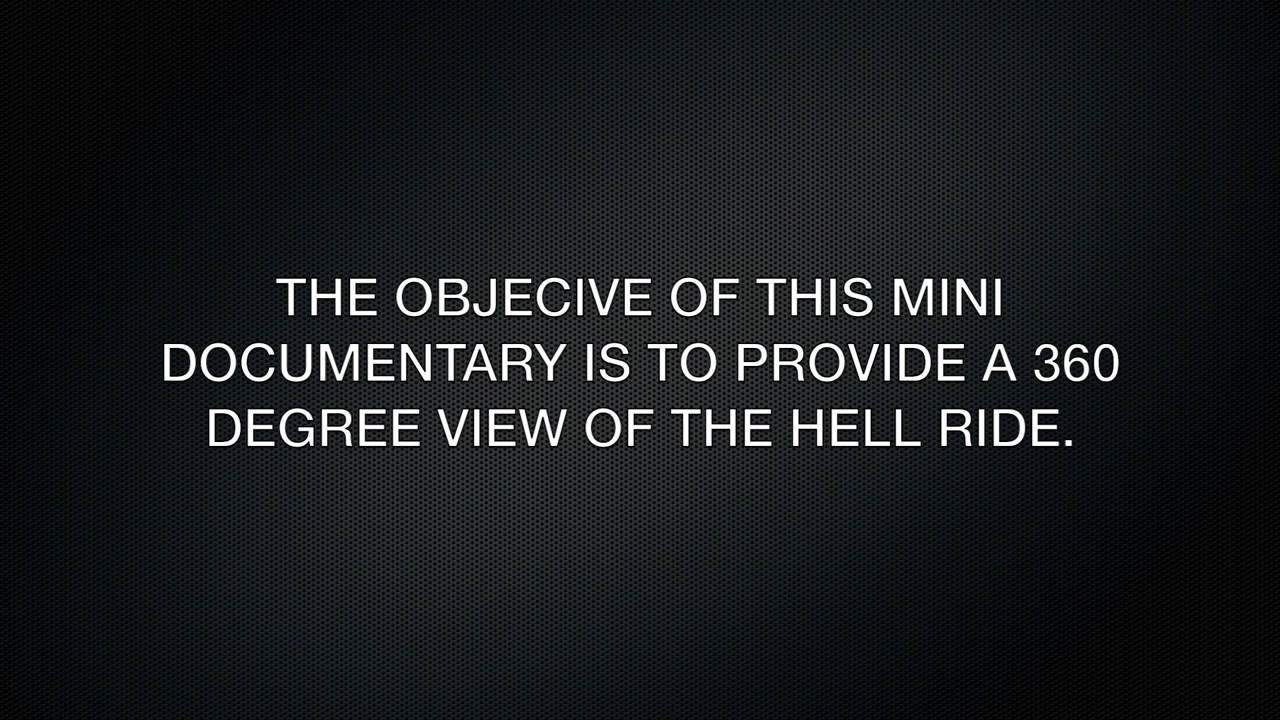 THE OBJECIVE OF THIS MINI
DOCUMENTARY IS TO PROVIDE A 360
DEGREE VIEW OF THE HELL RIDE.